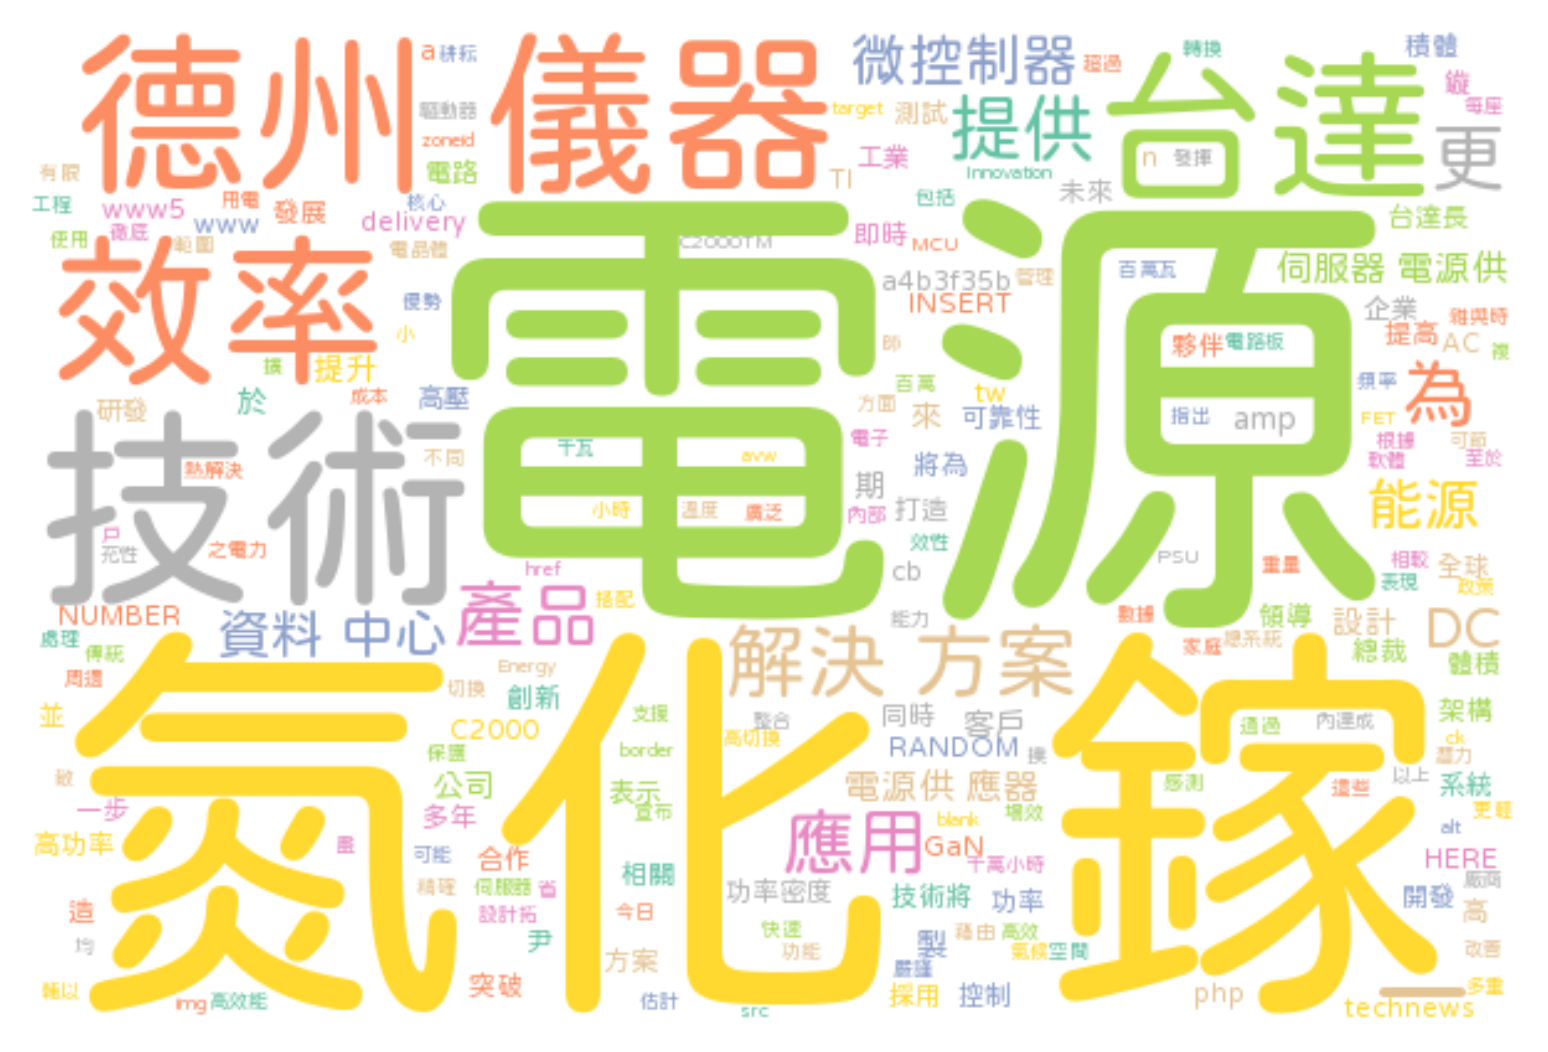 德州儀器
a
耕耘
微控制器
超過
轉換
積體
台達
鏇
每座
驅動器
target
測試
提供
更
zoneid
工業
n
發揮
有限
電路
TI
Innovation
未來
工程
www5
用電
核心
包括
www
發展
delivery
台達長
使用
徹底
範圍
電晶體
C2000TM
即時
MCU
電源
效率
a4b3f35b
管理
百萬瓦
伺服器 電源供
優勢
INSERT
企業
雜與時
小
師
夥伴
電路板
提高
AC
複
擴
提升
百萬
頻率
於
成本
高壓
方面
tw
為
研發
來
可靠性
指出
amp
FET
技術
電子
根據
可節
千瓦
avw
不同
將為
軟體
至於
熱解決
期
能源
小時
溫度
廣泛
內部
打造
戶
充性
之電力
效性
PSU
href
cb
重量
相較
全球
表現
政策
NUMBER
資料 中心
產品
搭配
能力
數據
領導
設計
DC
處理
傳統
解決 方案
家庭
總系統
總裁
體積
周邊
Energy
氮化鎵
切換
創新
並
支援
整合
同時
客戶
通過
內達成
架構
C2000
高切換
ck
保護
border
RANDOM
撲
潛力
敵
公司
表示
電源供 應器
感測
這些
以上
系統
一步
多年
宣布
場效
更輕
高功率
應用
blank
alt
盡
可能
合作
GaN
千萬小時
HERE
精確
伺服器
省
相關
功率密度
技術將
功率
開發
廠商
造
設計拓
今日
高
快速
均
尹
製
藉由
高效
方案
功能
氣候
空間
改善
突破
嚴謹
輔以
img
高效能
估計
src
採用
控制
php
_
多重
technews